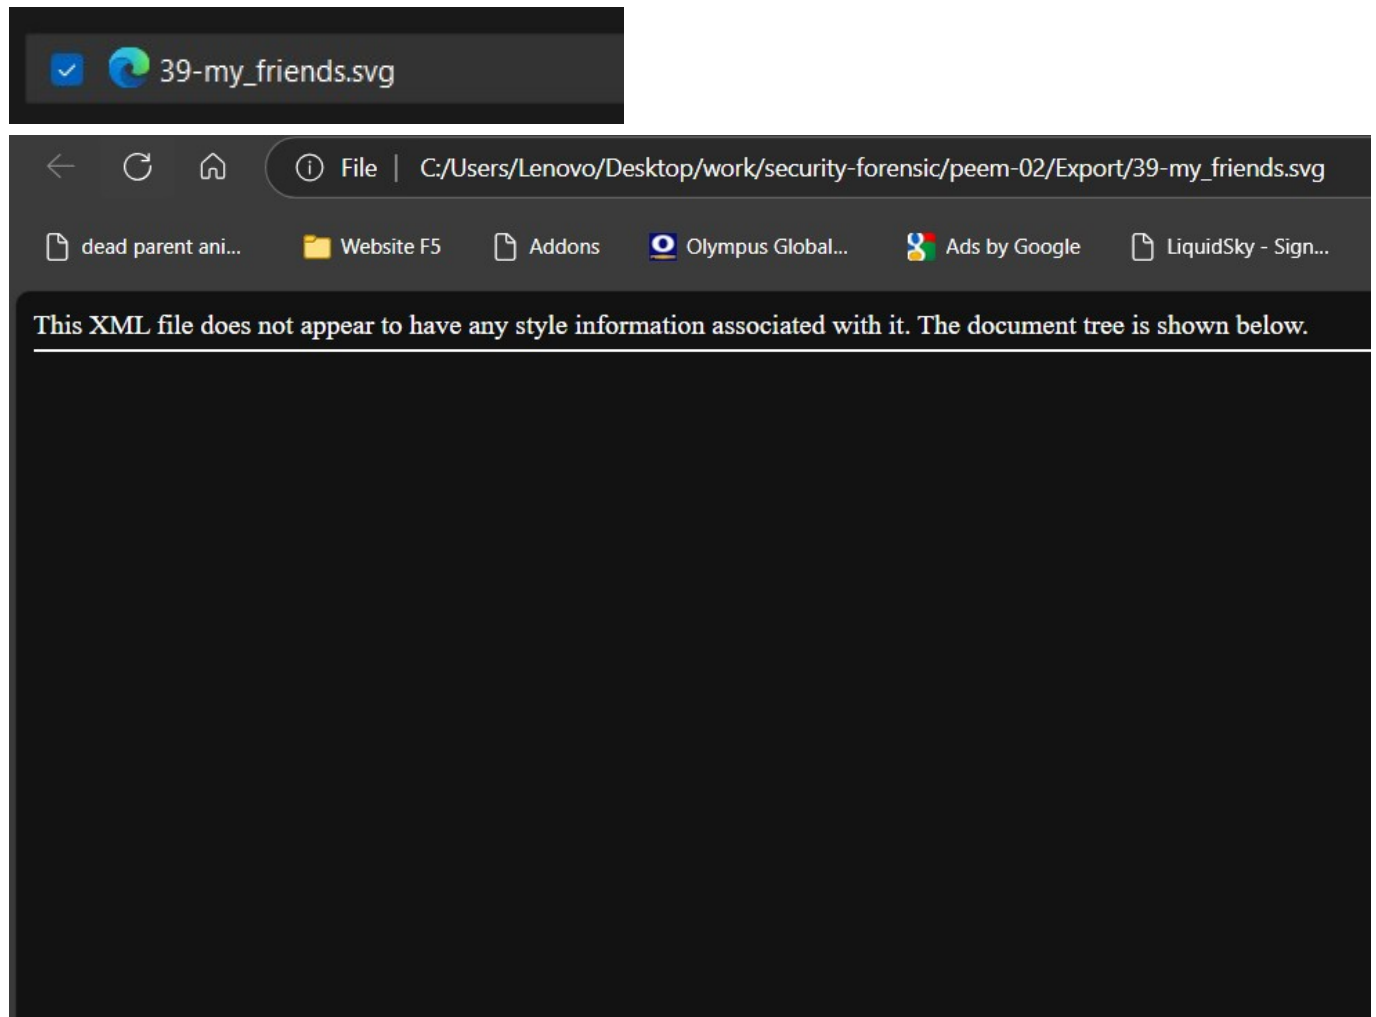 39-my_friends.svg
File | C:/Users/Lenovo/Desktop/work/security-forensic/peem-02/Export/39-my_friends.svg
dead parent ani... Website F5 Addons Olympus Global... Ads by Google LiquidSky - Sign...
This XML file does not appear to have any style information associated with it. The document tree is shown below.